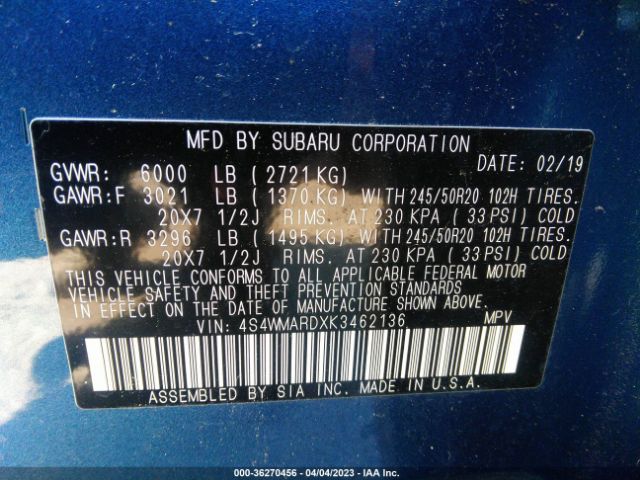 MFD BY SUBARU CORPORATION
GVWR: 6000 LB ( 2721 KG) DATE: 02/19
GAWR:F 3021 LB ( 1370 KG) WITH 245/50R20 102H TIRES.
20X7 1/2J RIMS. AT 230 KPA ( 33 PSI) COLD
GAWR:R 3296 LB ( 1495 KG) WITH 245/50R20 102H TIRES.
20X7 1/2J RIMS. AT 230 KPA ( 33 PSI) COLD
THIS VEHICLE CONFORMS TO ALL APPLICABLE FEDERAL MOTOR
VEHICLE SAFETY AND THEFT PREVENTION STANDARDS
IN EFFECT ON THE DATE OF MANUFACTURE SHOWN ABOVE.
VIN: 4S4WMARDXK3462136 MPV
ASSEMBLED BY SIA INC. MADE IN U.S.A.
000-36270456 - 04/04/2023 - IAA Inc.